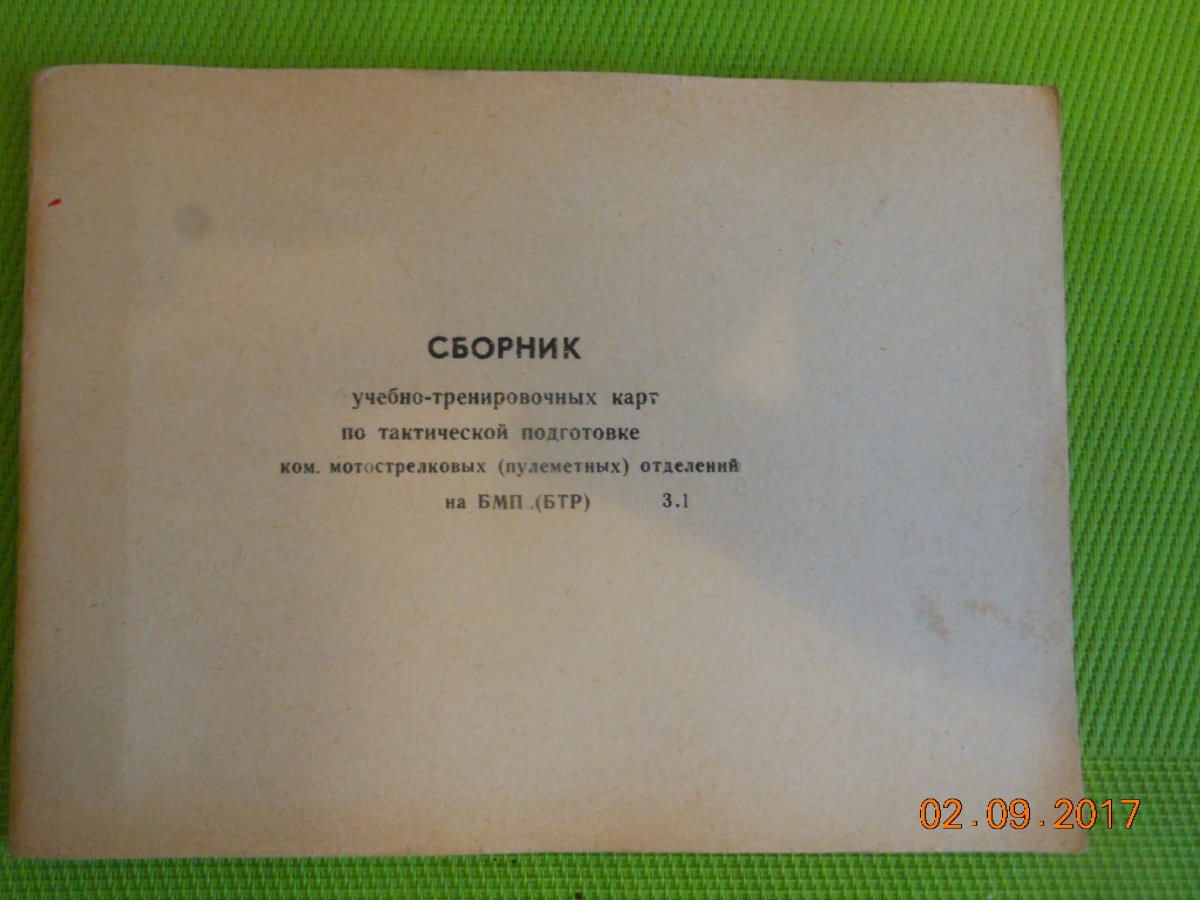 СБОРНИК
учебно-тренировочных карт
по тактической подготовке
ком. мотострелковых (пулеметных) отделений
на БМП (БТР) 3.1
02.09.2017